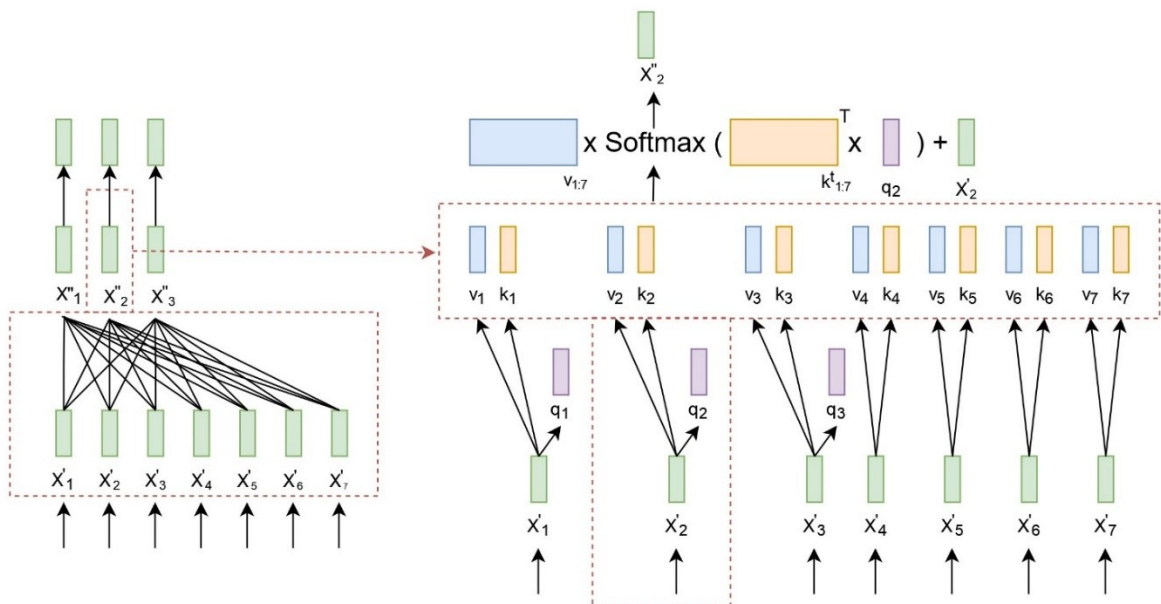 X"₂
v₁:₇ x Softmax ( kᵗ₁:₇ ᵀ x q₂ ) + X'₂
X"₁ X"₂ X"₃
X'₁ X'₂ X'₃ X'₄ X'₅ X'₆ X'₇
v₁ k₁ v₂ k₂ v₃ k₃ v₄ k₄ v₅ k₅ v₆ k₆ v₇ k₇
q₁ q₂ q₃
X'₁ X'₂ X'₃ X'₄ X'₅ X'₆ X'₇